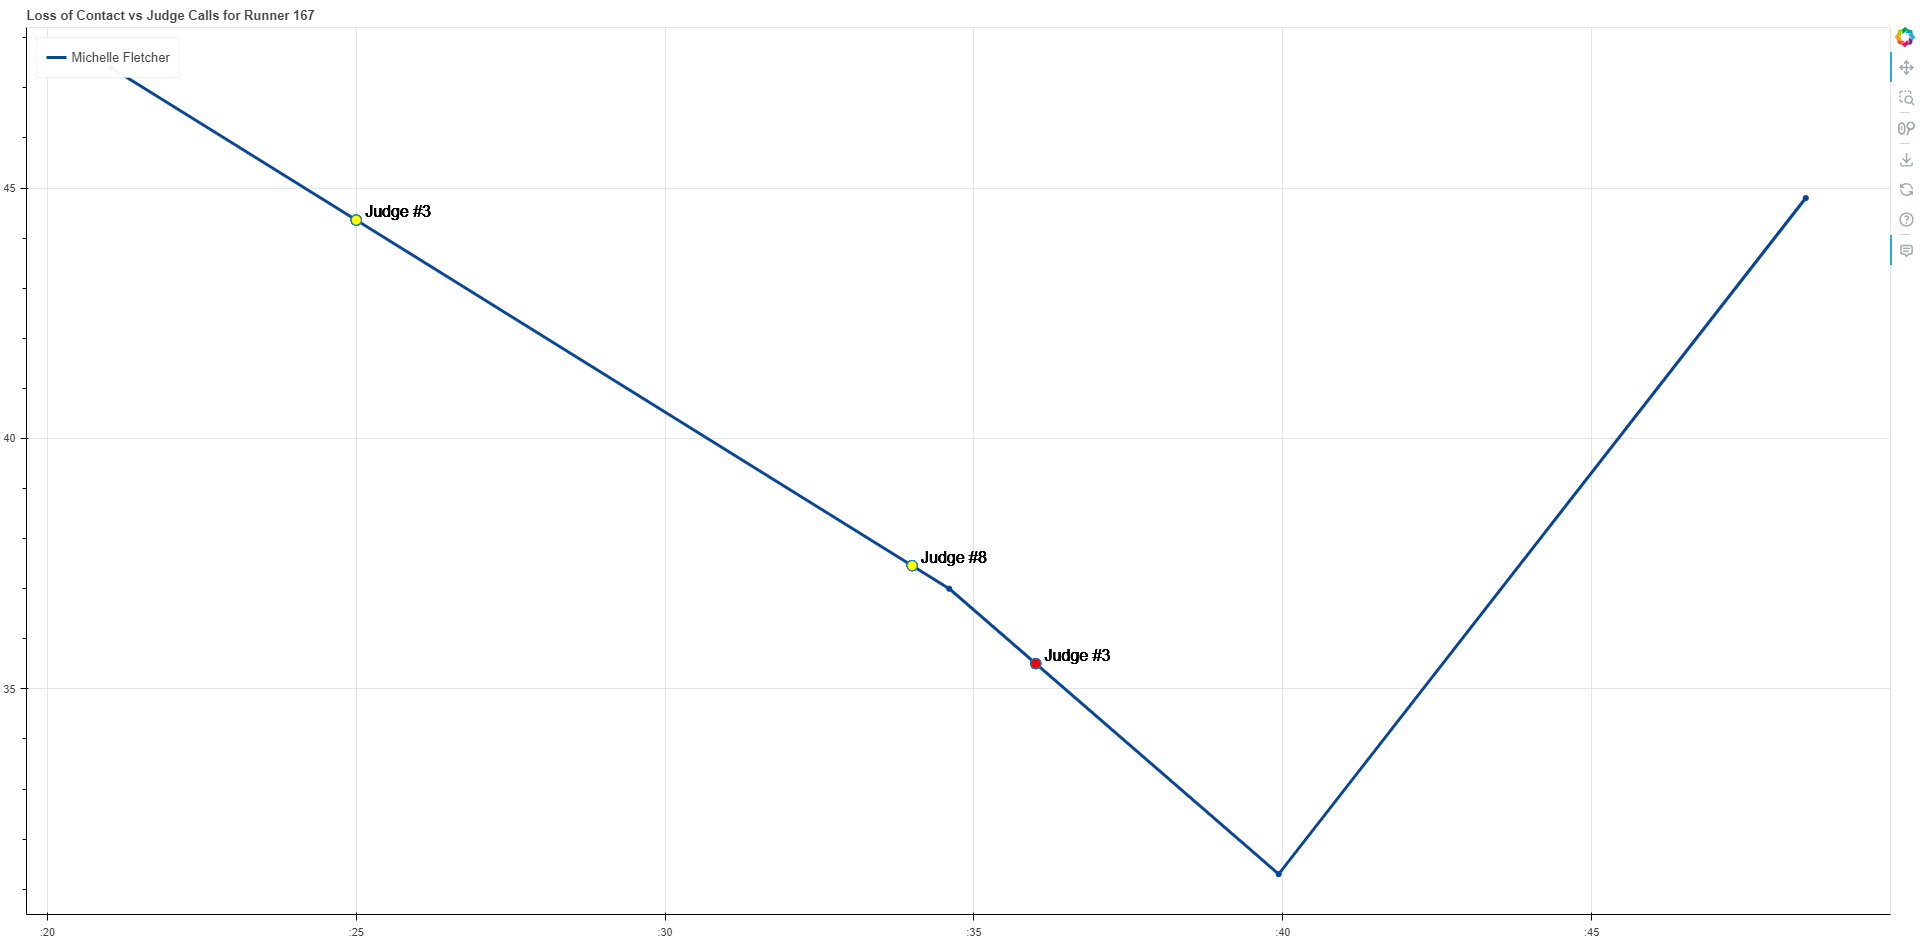 Loss of Contact vs Judge Calls for Runner 167
Michelle Fletcher
45
Judge #3
40
Judge #8
Judge #3
35
:20 :25 :30 :35 :40 :45